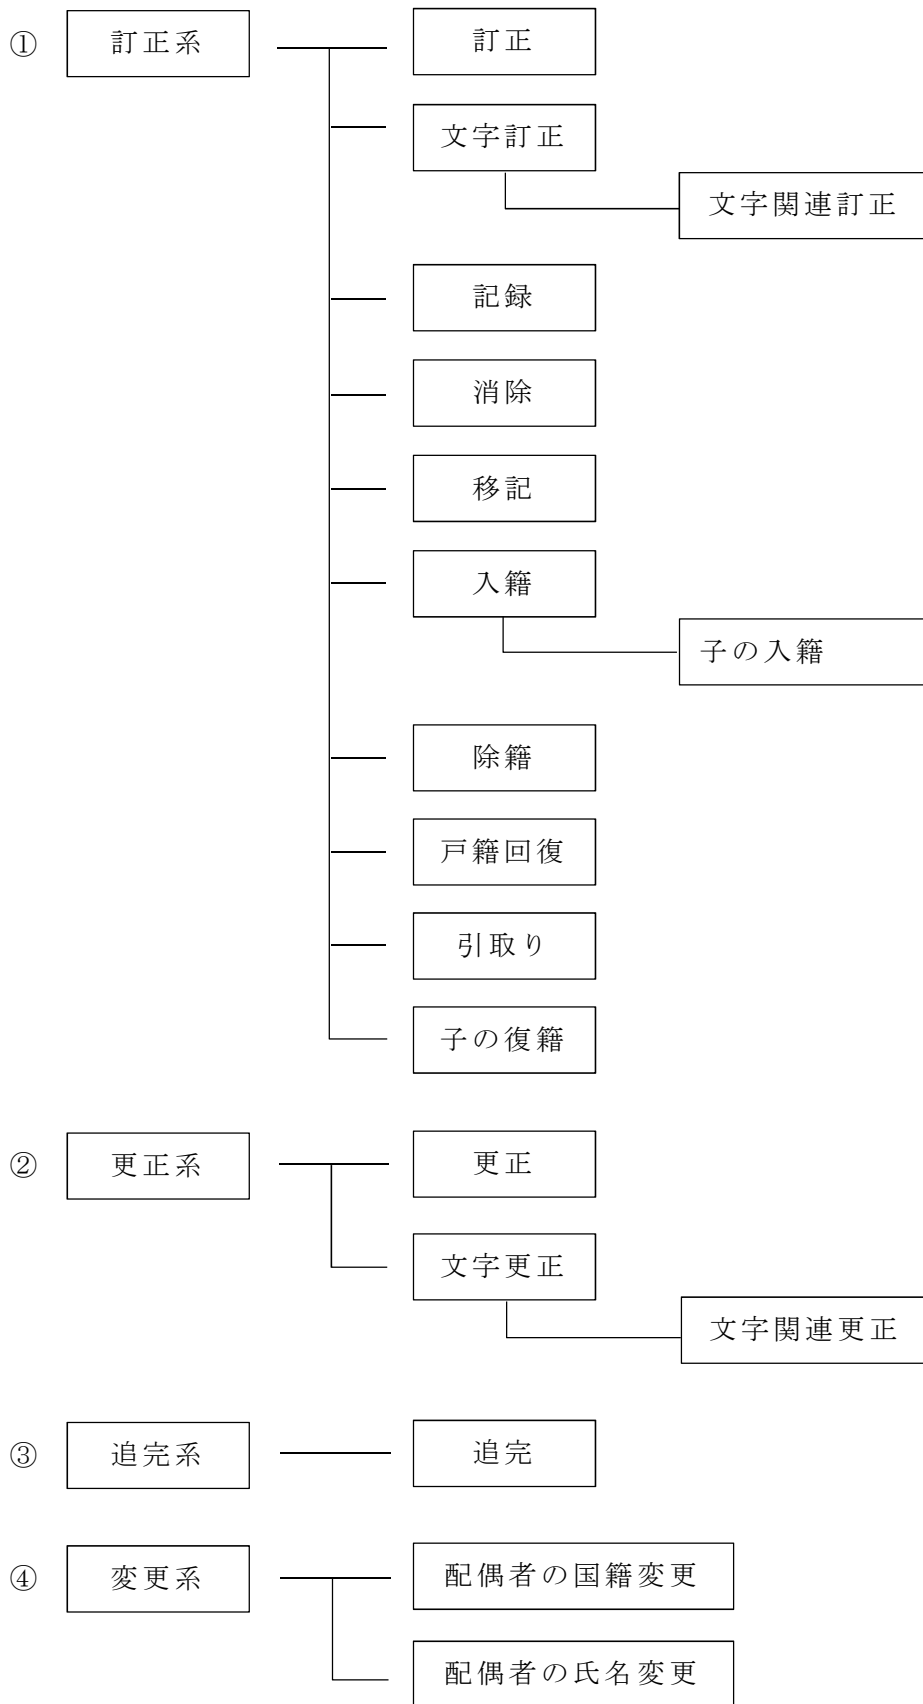 ① 訂正系 訂正
文字訂正
文字関連訂正
記録
消除
移記
入籍
子の入籍
除籍
戸籍回復
引取り
子の復籍
② 更正系 更正
文字更正
文字関連更正
③ 追完系 追完
④ 変更系 配偶者の国籍変更
配偶者の氏名変更